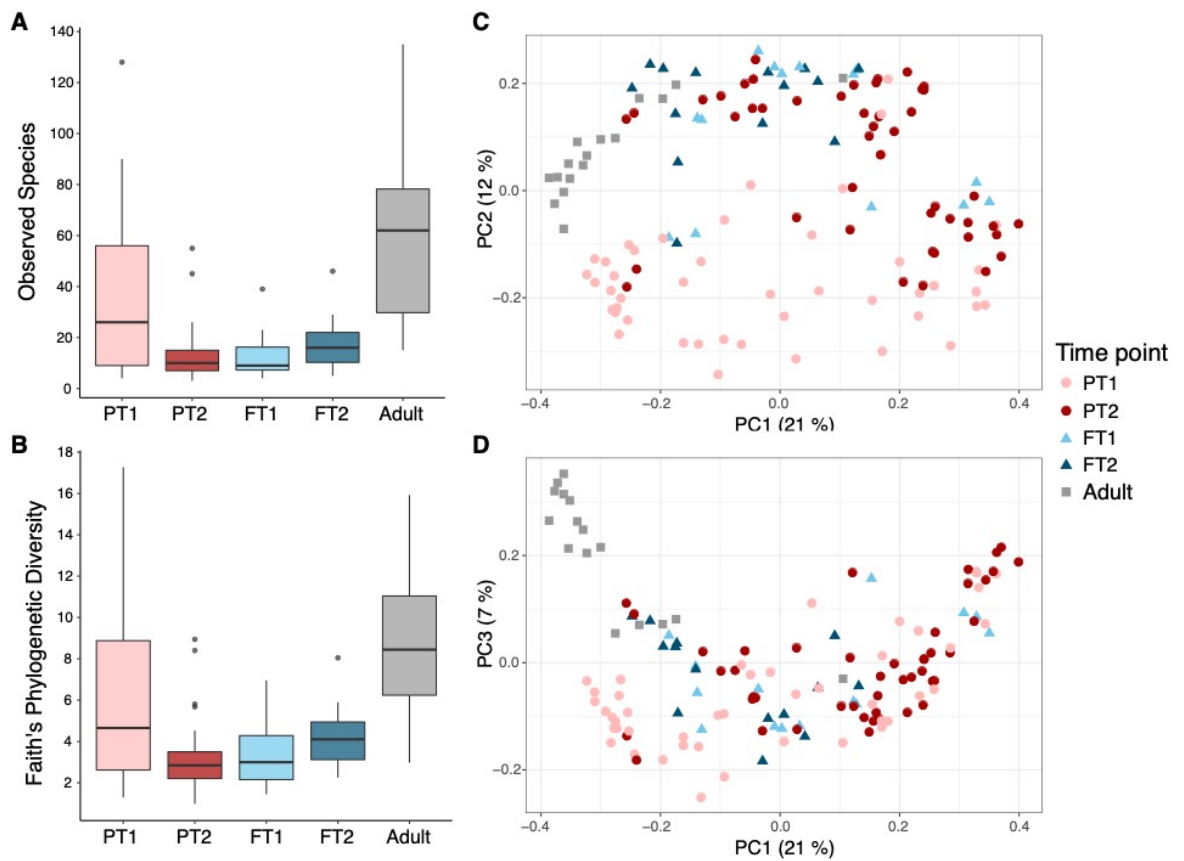 A
Observed Species
140
120
100
80
60
40
20
0
PT1 PT2 FT1 FT2 Adult
B
Faith's Phylogenetic Diversity
18
16
14
12
10
8
6
4
2
PT1 PT2 FT1 FT2 Adult
C
PC2 (12 %)
0.2
0.0
−0.2
−0.4 −0.2 0.0 0.2 0.4
PC1 (21 %)
D
PC3 (7 %)
0.2
0.0
−0.2
−0.4 −0.2 0.0 0.2 0.4
PC1 (21 %)
Time point
PT1
PT2
FT1
FT2
Adult